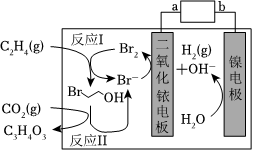 a b
反应Ⅰ
C₂H₄(g)
Br₂
Br⁻
Br OH
CO₂(g)
C₃H₄O₃
反应Ⅱ
二氧化铱电极
H₂(g)
+OH⁻
H₂O
镍电极